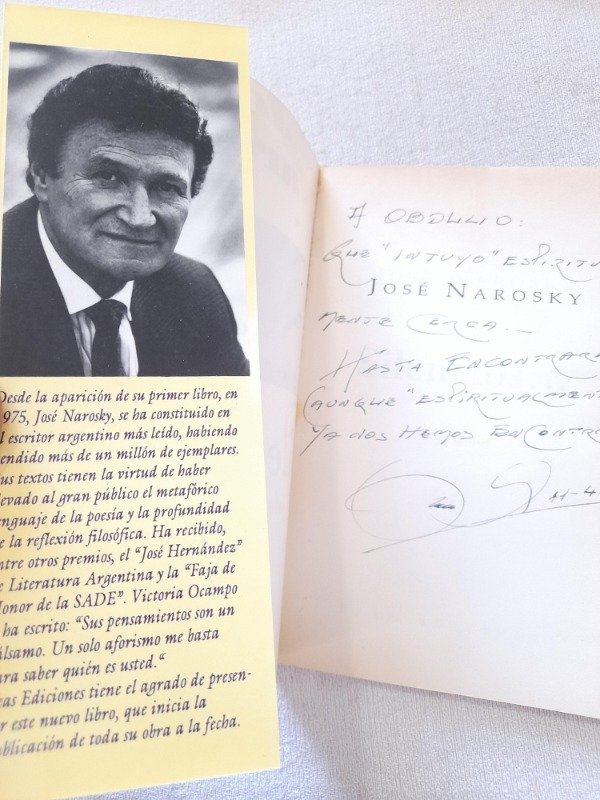 Desde la aparición de su primer libro, en
975, José Narosky, se ha constituido en
l escritor argentino más leído, habiendo
endido más de un millón de ejemplares.
us textos tienen la virtud de haber
levado al gran público el metafórico
enguaje de la poesía y la profundidad
e la reflexión filosófica. Ha recibido,
ntre otros premios, el "José Hernández"
e Literatura Argentina y la "Faja de
Honor de la SADE". Victoria Ocampo
ha escrito: "Sus pensamientos son un
álsamo. Un solo aforismo me basta
ara saber quién es usted."
eas Ediciones tiene el agrado de presen-
ar este nuevo libro, que inicia la
ublicación de toda su obra a la fecha.
A OBDULIO:
QUE "INTUYO" ESPIRITU
JOSÉ NAROSKY
MENTE CERCA._
HASTA ENCONTRAR
(AUNQUE "ESPIRITUALMENT
YA NOS HEMOS ENCONTR